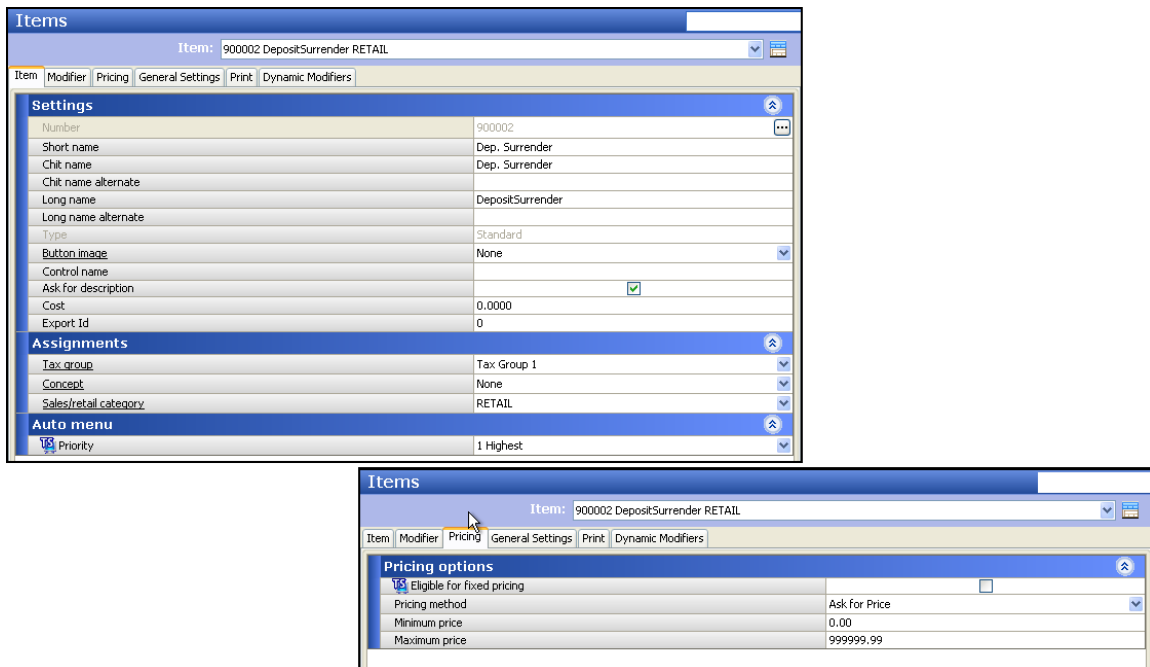 Items
Item: 900002 DepositSurrender RETAIL
Item Modifier Pricing General Settings Print Dynamic Modifiers
Settings
Number 900002 ...
Short name Dep. Surrender
Chit name Dep. Surrender
Chit name alternate
Long name DepositSurrender
Long name alternate
Type Standard
Button image None
Control name
Ask for description
Cost 0.0000
Export Id 0
Assignments
Tax group Tax Group 1
Concept None
Sales/retail category RETAIL
Auto menu
TS Priority 1 Highest
Items
Item: 900002 DepositSurrender RETAIL
Item Modifier Pricing General Settings Print Dynamic Modifiers
Pricing options
TS Eligible for fixed pricing
Pricing method Ask for Price
Minimum price 0.00
Maximum price 999999.99